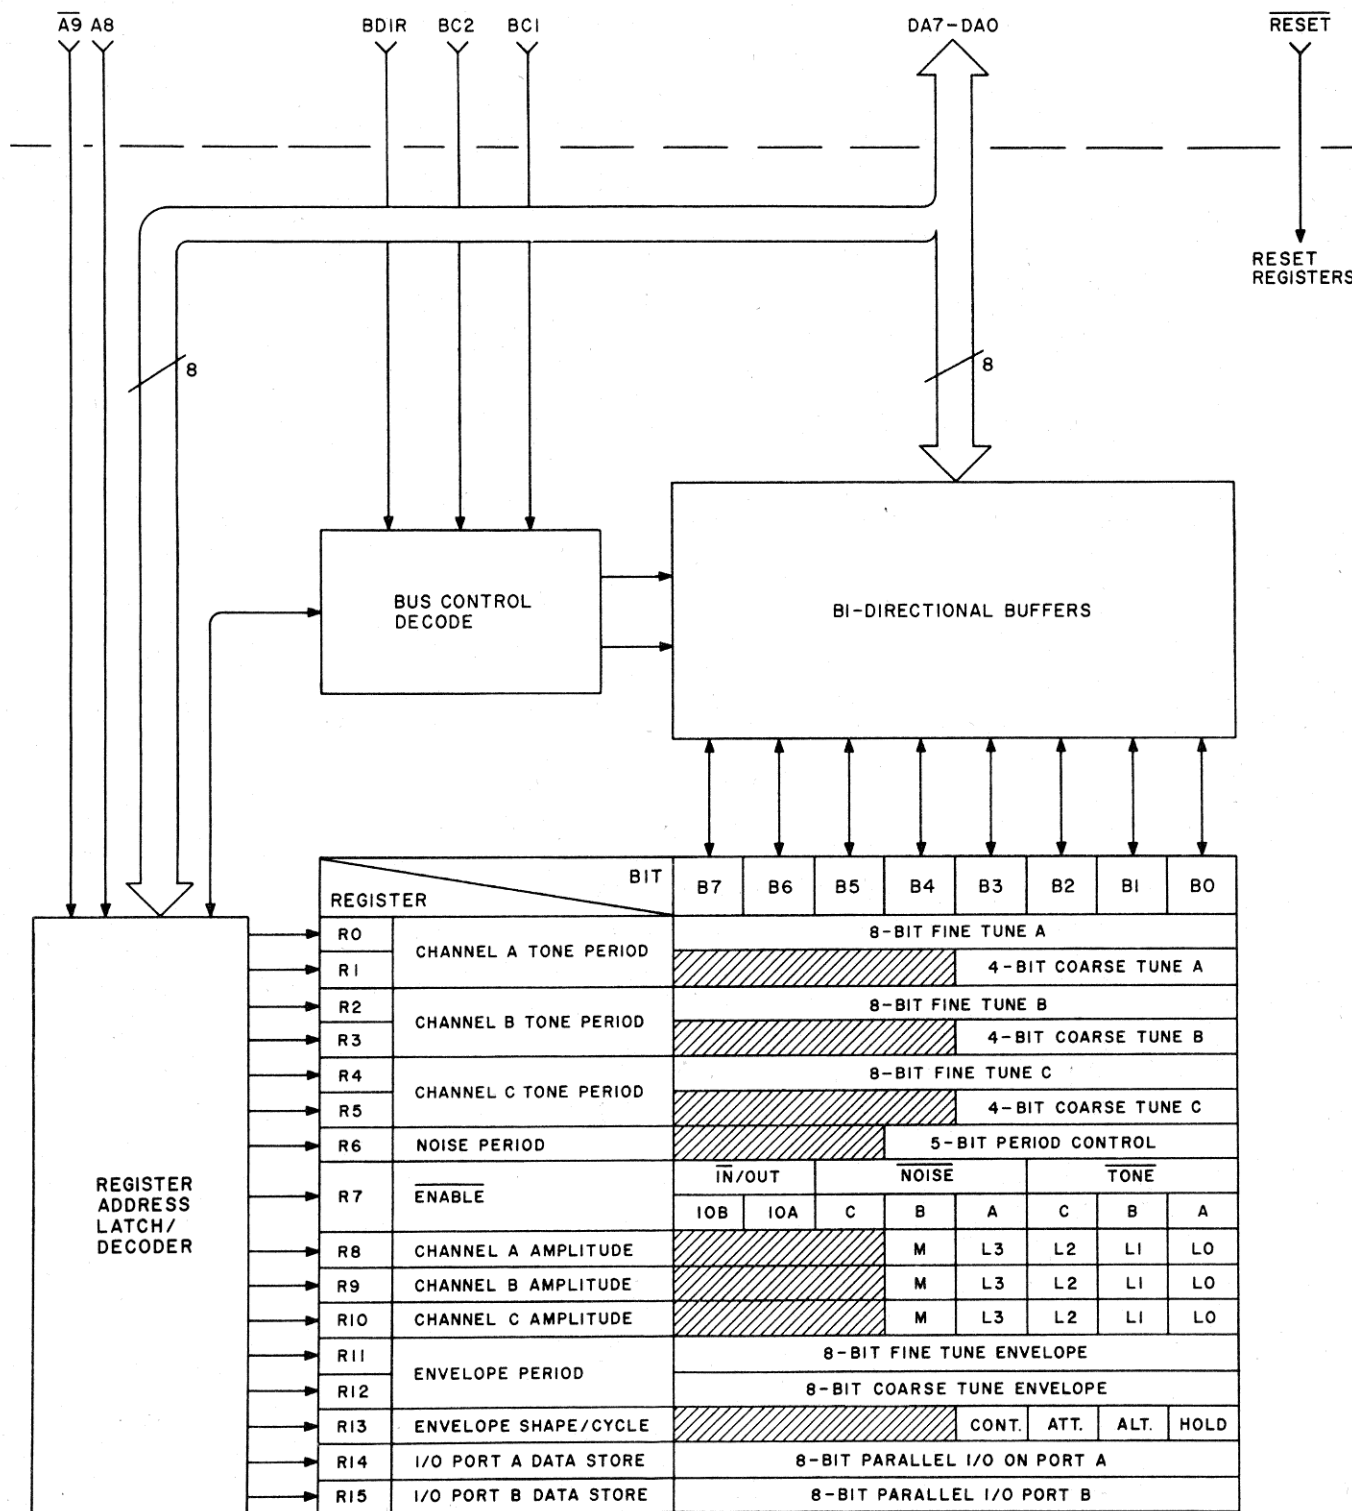 A9 A8 BDIR BC2 BC1 DA7-DA0 RESET
RESET
REGISTERS
8 8
BUS CONTROL
DECODE
BI-DIRECTIONAL BUFFERS
REGISTER
ADDRESS
LATCH/
DECODER
REGISTER BIT B7 B6 B5 B4 B3 B2 B1 B0
R0 CHANNEL A TONE PERIOD 8-BIT FINE TUNE A
R1 4-BIT COARSE TUNE A
R2 CHANNEL B TONE PERIOD 8-BIT FINE TUNE B
R3 4-BIT COARSE TUNE B
R4 CHANNEL C TONE PERIOD 8-BIT FINE TUNE C
R5 4-BIT COARSE TUNE C
R6 NOISE PERIOD 5-BIT PERIOD CONTROL
R7 ENABLE IN/OUT NOISE TONE
IOB IOA C B A C B A
R8 CHANNEL A AMPLITUDE M L3 L2 L1 L0
R9 CHANNEL B AMPLITUDE M L3 L2 L1 L0
R10 CHANNEL C AMPLITUDE M L3 L2 L1 L0
R11 ENVELOPE PERIOD 8-BIT FINE TUNE ENVELOPE
R12 8-BIT COARSE TUNE ENVELOPE
R13 ENVELOPE SHAPE/CYCLE CONT. ATT. ALT. HOLD
R14 I/O PORT A DATA STORE 8-BIT PARALLEL I/O ON PORT A
R15 I/O PORT B DATA STORE 8-BIT PARALLEL I/O PORT B